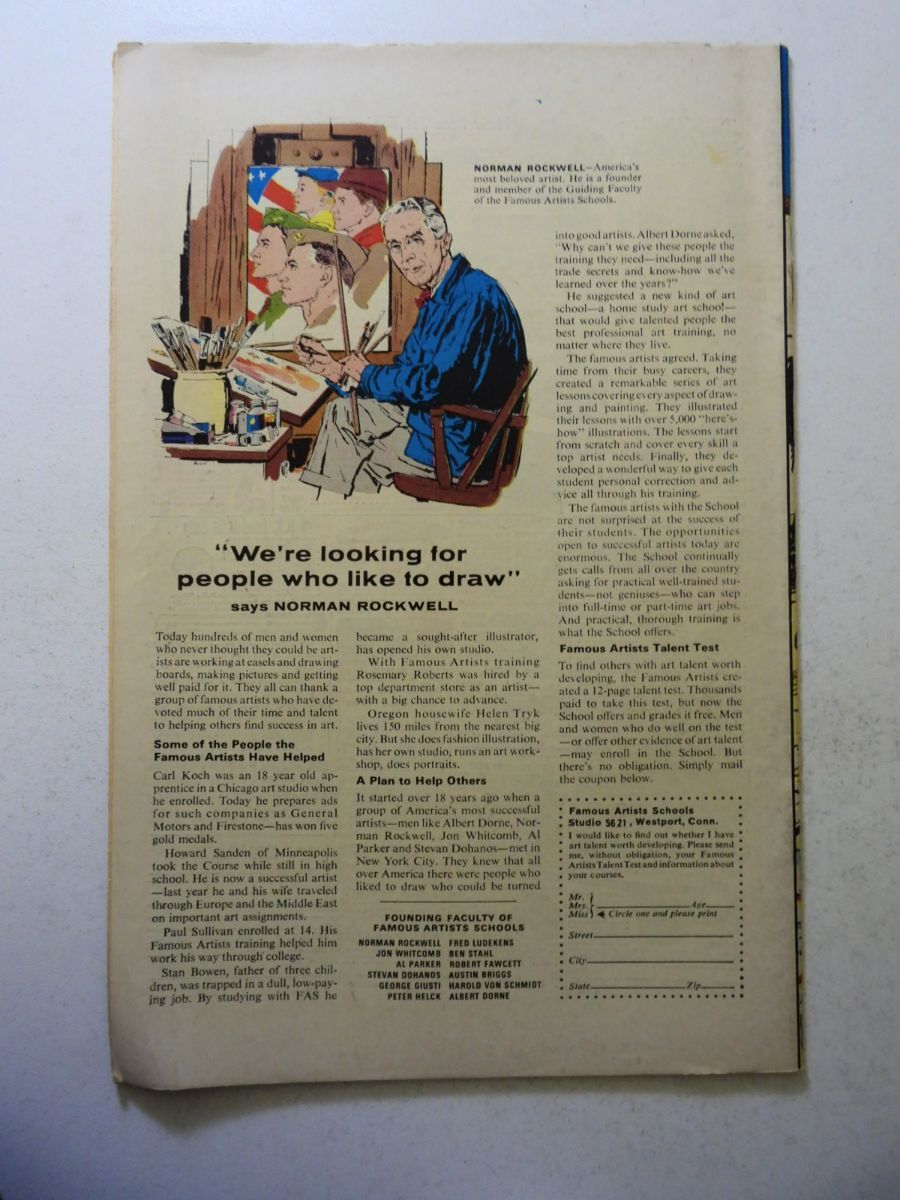 NORMAN ROCKWELL—America's
most beloved artist. He is a founder
and member of the Guiding Faculty
of the Famous Artists Schools.
"We're looking for
people who like to draw"
says NORMAN ROCKWELL
Today hundreds of men and women
who never thought they could be art-
ists are working at easels and drawing
boards, making pictures and getting
well paid for it. They all can thank a
group of famous artists who have de-
voted much of their time and talent
to helping others find success in art.
Some of the People the
Famous Artists Have Helped
Carl Koch was an 18 year old ap-
prentice in a Chicago art studio when
he enrolled. Today he prepares ads
for such companies as General
Motors and Firestone—has won five
gold medals.
Howard Sanden of Minneapolis
took the Course while still in high
school. He is now a successful artist
—last year he and his wife traveled
through Europe and the Middle East
on important art assignments.
Paul Sullivan enrolled at 14. His
Famous Artists training helped him
work his way through college.
Stan Bowen, father of three chil-
dren, was trapped in a dull, low-pay-
ing job. By studying with FAS he
became a sought-after illustrator,
has opened his own studio.
With Famous Artists training
Rosemary Roberts was hired by a
top department store as an artist—
with a big chance to advance.
Oregon housewife Helen Tryk
lives 150 miles from the nearest big
city. But she does fashion illustration,
has her own studio, runs an art work-
shop, does portraits.
A Plan to Help Others
It started over 18 years ago when a
group of America's most successful
artists—men like Albert Dorne, Nor-
man Rockwell, Jon Whitcomb, Al
Parker and Stevan Dohanos—met in
New York City. They knew that all
over America there were people who
liked to draw who could be turned
FOUNDING FACULTY OF
FAMOUS ARTISTS SCHOOLS
NORMAN ROCKWELL FRED LUDEKENS
JON WHITCOMB BEN STAHL
AL PARKER ROBERT FAWCETT
STEVAN DOHANOS AUSTIN BRIGGS
GEORGE GIUSTI HAROLD VON SCHMIDT
PETER HELCK ALBERT DORNE
into good artists. Albert Dorne asked,
"Why can't we give these people the
training they need—including all the
trade secrets and know-how we've
learned over the years?"
He suggested a new kind of art
school—a home study art school—
that would give talented people the
best professional art training, no
matter where they live.
The famous artists agreed. Taking
time from their busy careers, they
created a remarkable series of art
lessons covering every aspect of draw-
ing and painting. They illustrated
their lessons with over 5,000 "here's-
how" illustrations. The lessons start
from scratch and cover every skill a
top artist needs. Finally, they de-
veloped a wonderful way to give each
student personal correction and ad-
vice all through his training.
The famous artists with the School
are not surprised at the success of
their students. The opportunities
open to successful artists today are
enormous. The School continually
gets calls from all over the country
asking for practical well-trained stu-
dents—not geniuses—who can step
into full-time or part-time art jobs.
And practical, thorough training is
what the School offers.
Famous Artists Talent Test
To find others with art talent worth
developing, the Famous Artists cre-
ated a 12-page talent test. Thousands
paid to take this test, but now the
School offers and grades it free. Men
and women who do well on the test
—or offer other evidence of art talent
—may enroll in the School. But
there's no obligation. Simply mail
the coupon below.
Famous Artists Schools
Studio 5621, Westport, Conn.
I would like to find out whether I have
art talent worth developing. Please send
me, without obligation, your Famous
Artists Talent Test and information about
your courses.
Mr.
Mrs. Age
Miss Circle one and please print
Street
City
State Zip